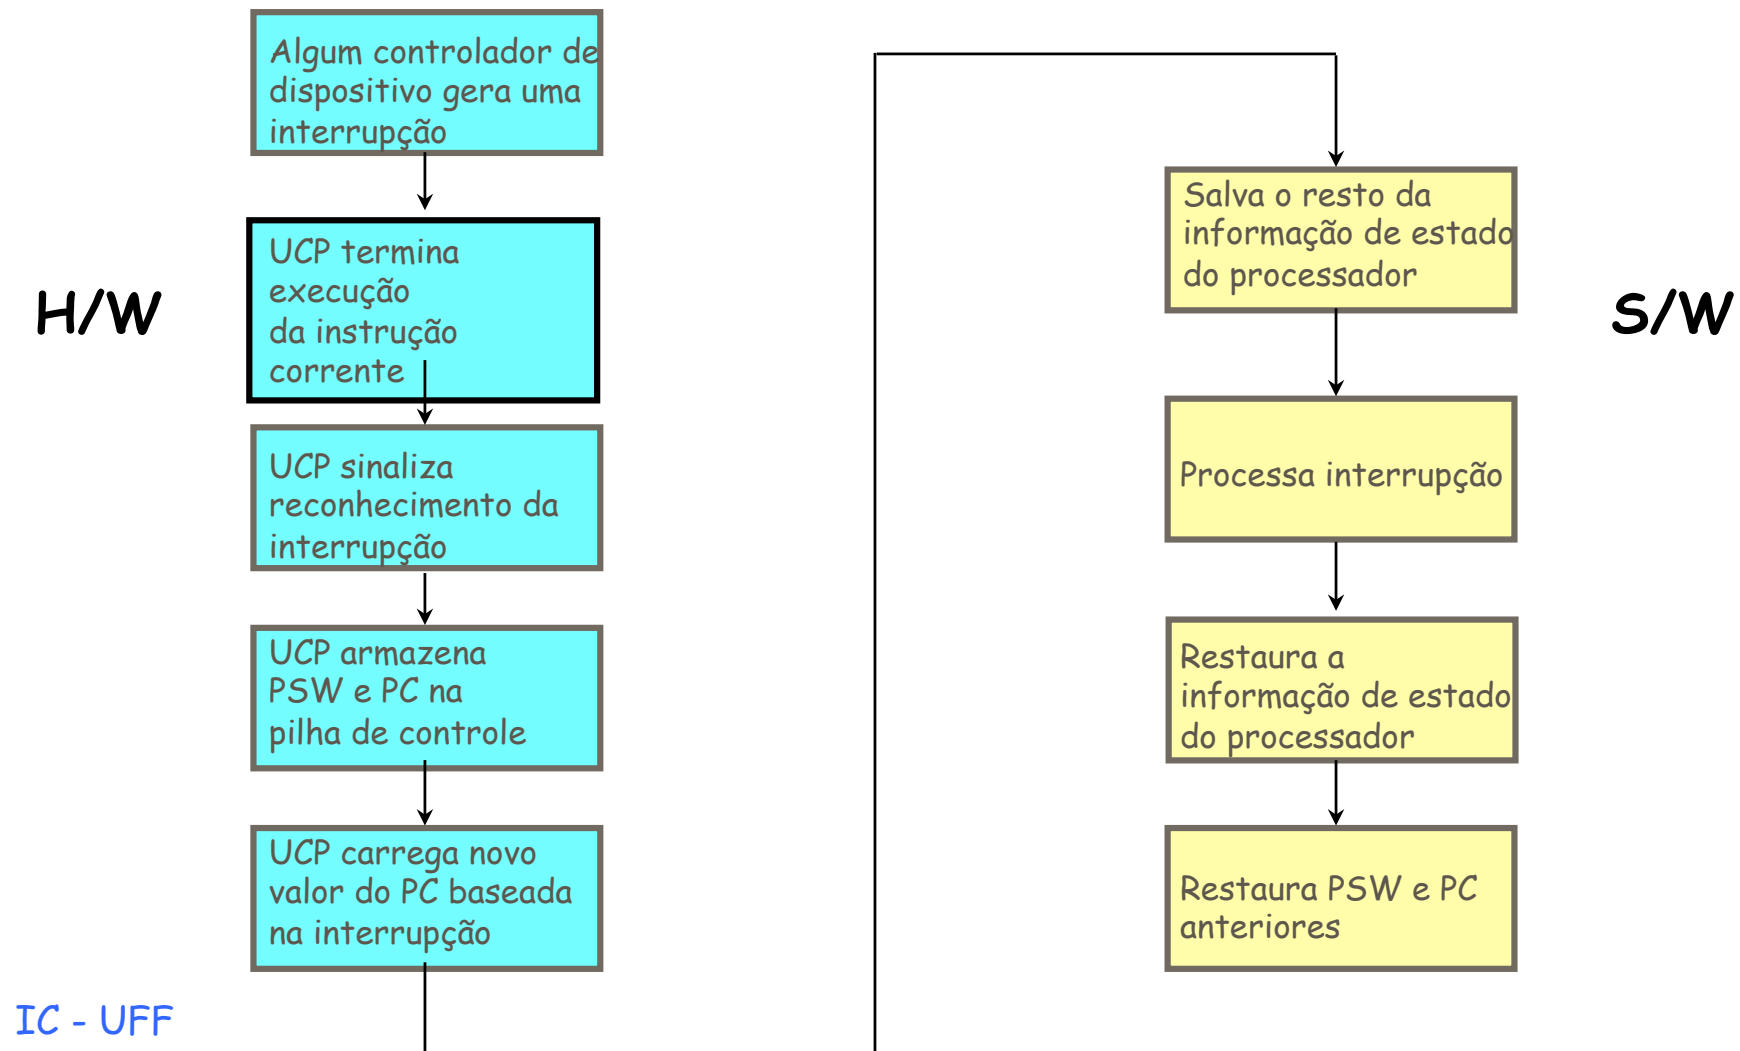 Algum controlador de
dispositivo gera uma
interrupção
UCP termina
execução
da instrução
corrente
H/W
UCP sinaliza
reconhecimento da
interrupção
UCP armazena
PSW e PC na
pilha de controle
UCP carrega novo
valor do PC baseada
na interrupção
Salva o resto da
informação de estado
do processador
S/W
Processa interrupção
Restaura a
informação de estado
do processador
Restaura PSW e PC
anteriores
IC - UFF